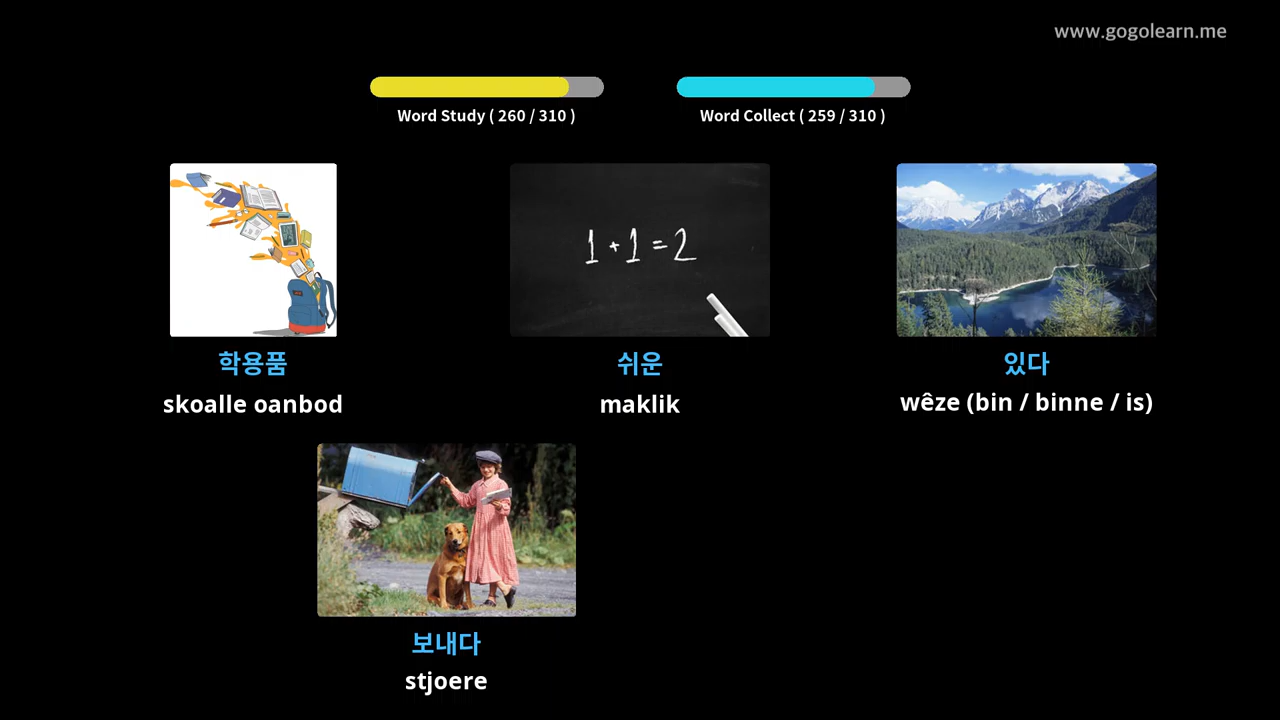 www.gogolearn.me
Word Study ( 260 / 310 )
Word Collect ( 259 / 310 )
1 + 1 = 2
학용품
skoalle oanbod
쉬운
maklik
있다
wêze (bin / binne / is)
보내다
stjoere